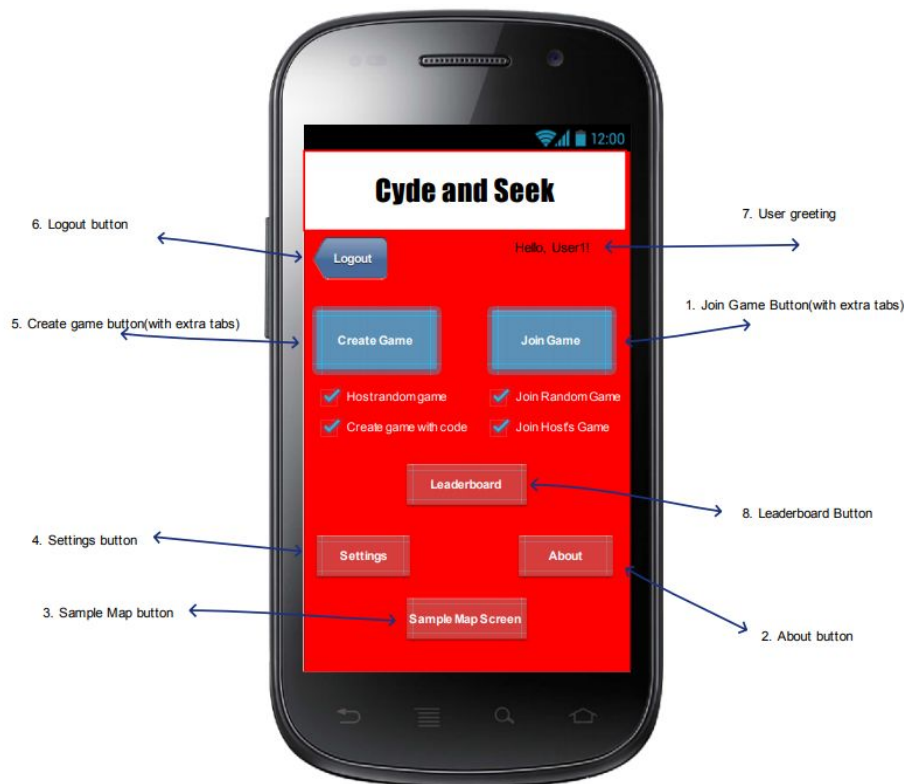 12:00
Cyde and Seek
6. Logout button
7. User greeting
Logout
Hello, User1!!
5. Create game button(with extra tabs)
1. Join Game Button(with extra tabs)
Create Game
Join Game
Host random game
Join Random Game
Create game with code
Join Host's Game
Leaderboard
8. Leaderboard Button
4. Settings button
Settings
About
3. Sample Map button
Sample Map Screen
2. About button